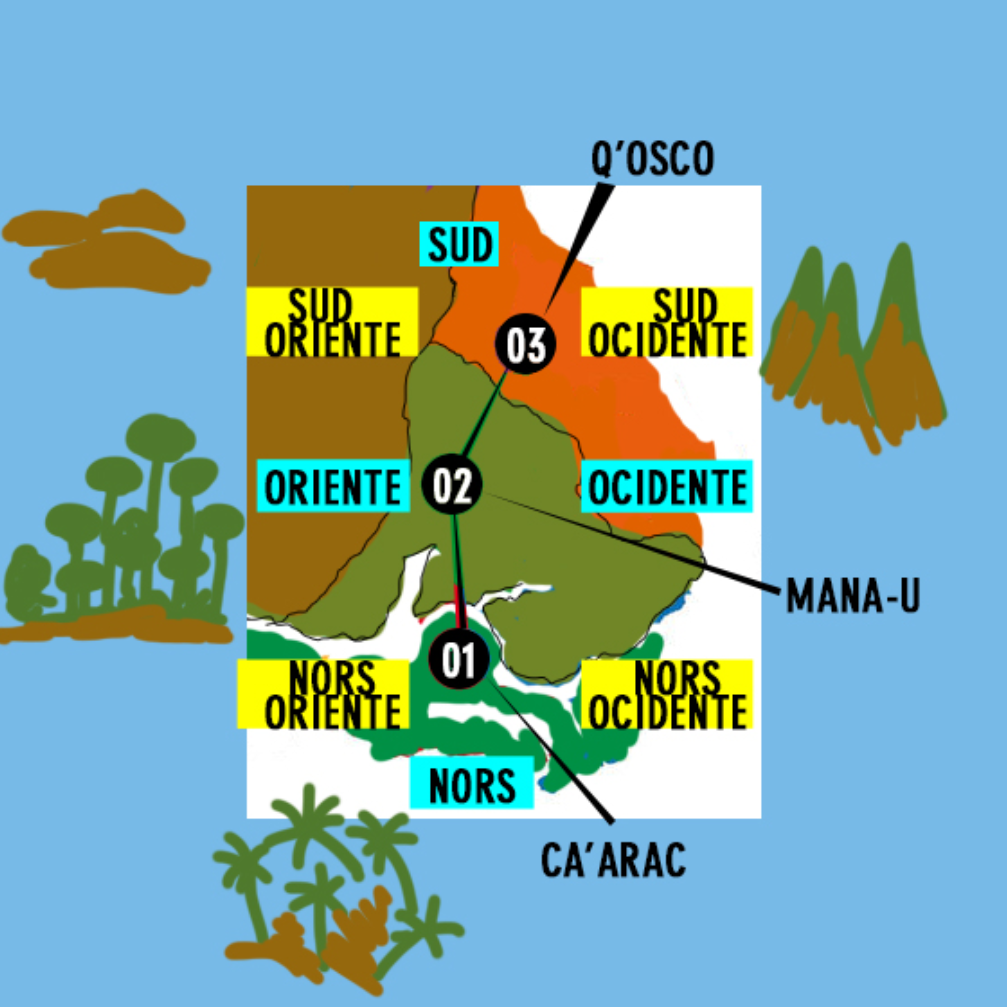 Q'OSCO
SUD
SUD
ORIENTE
SUD
OCIDENTE
03
ORIENTE
02
OCIDENTE
MANA-U
01
NORS
ORIENTE
NORS
OCIDENTE
NORS
CA'ARAC